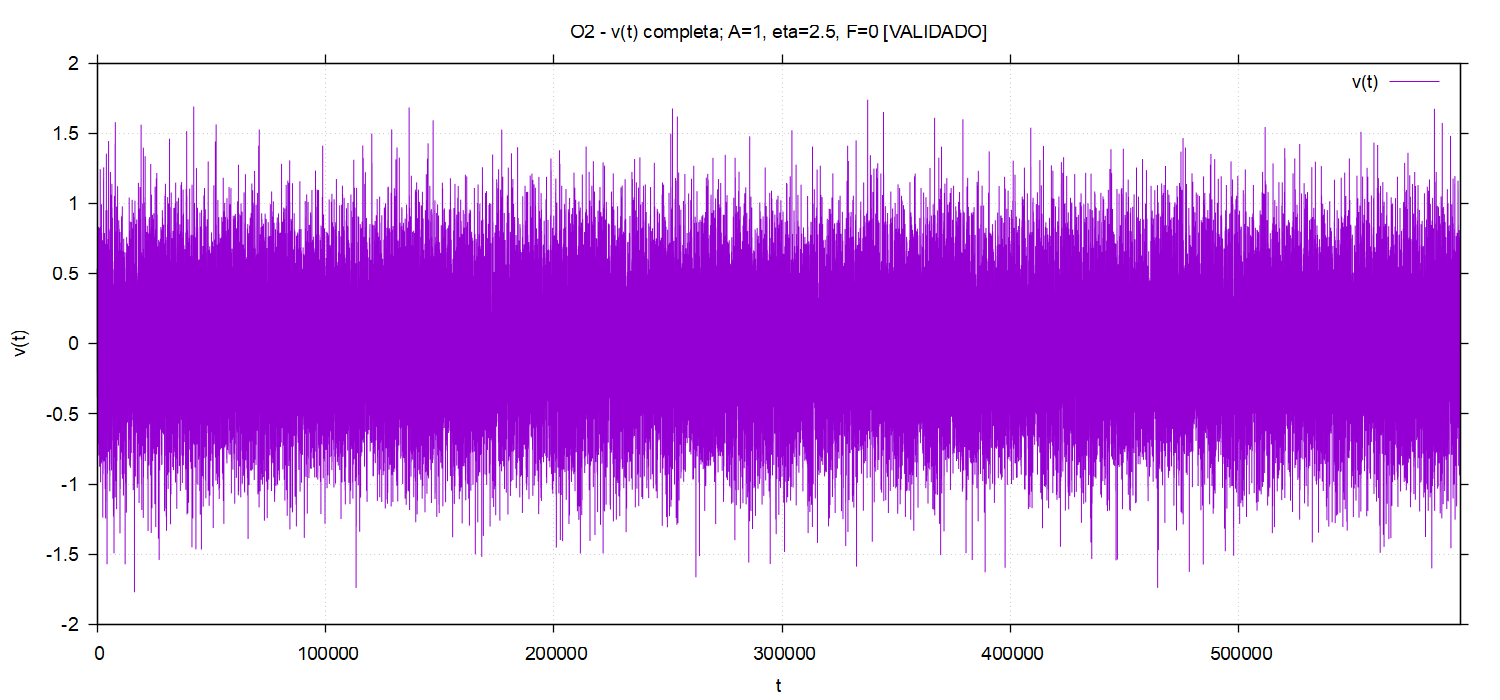 O2 - v(t) completa; A=1, eta=2.5, F=0 [VALIDADO]
v(t)
2
1.5
1
0.5
0
-0.5
-1
-1.5
-2
v(t)
0 100000 200000 300000 400000 500000
t